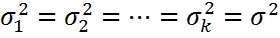 σ₁² = σ₂² = ⋯ = σₖ² = σ²